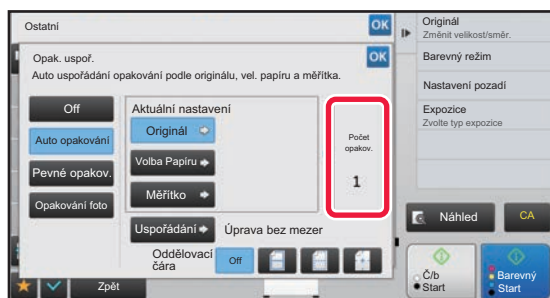 Ostatní
OK
Opak. uspoř.
OK
Auto uspořádání opakování podle originálu, vel. papíru a měřítka.
Off
Auto opakování
Pevné opakov.
Opakování foto
Aktuální nastavení
Originál
Volba Papíru
Měřítko
Uspořádání
Úprava bez mezer
Oddělovací
čára
Off
Počet
opakov.
1
Zpět
Originál
Změnit velikost/směr.
Barevný režim
Nastavení pozadí
Expozice
Zvolte typ expozice
Náhled
CA
Č/b
Start
Barevný
Start